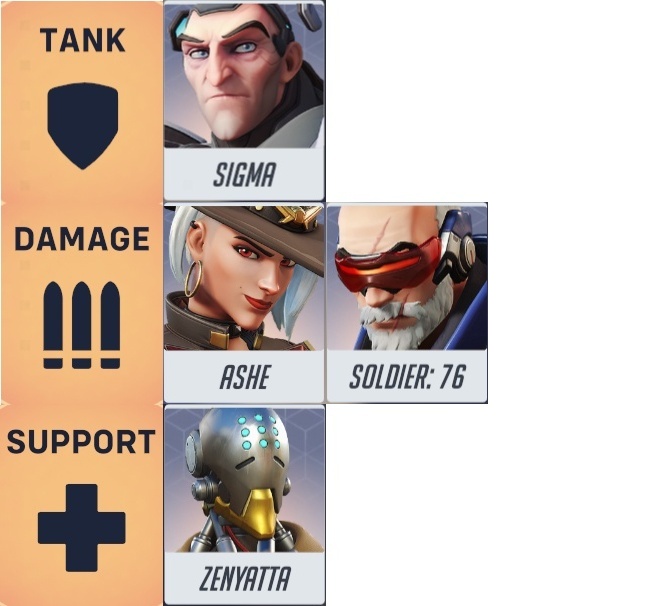 TANK
SIGMA
DAMAGE
ASHE
SOLDIER: 76
SUPPORT
ZENYATTA